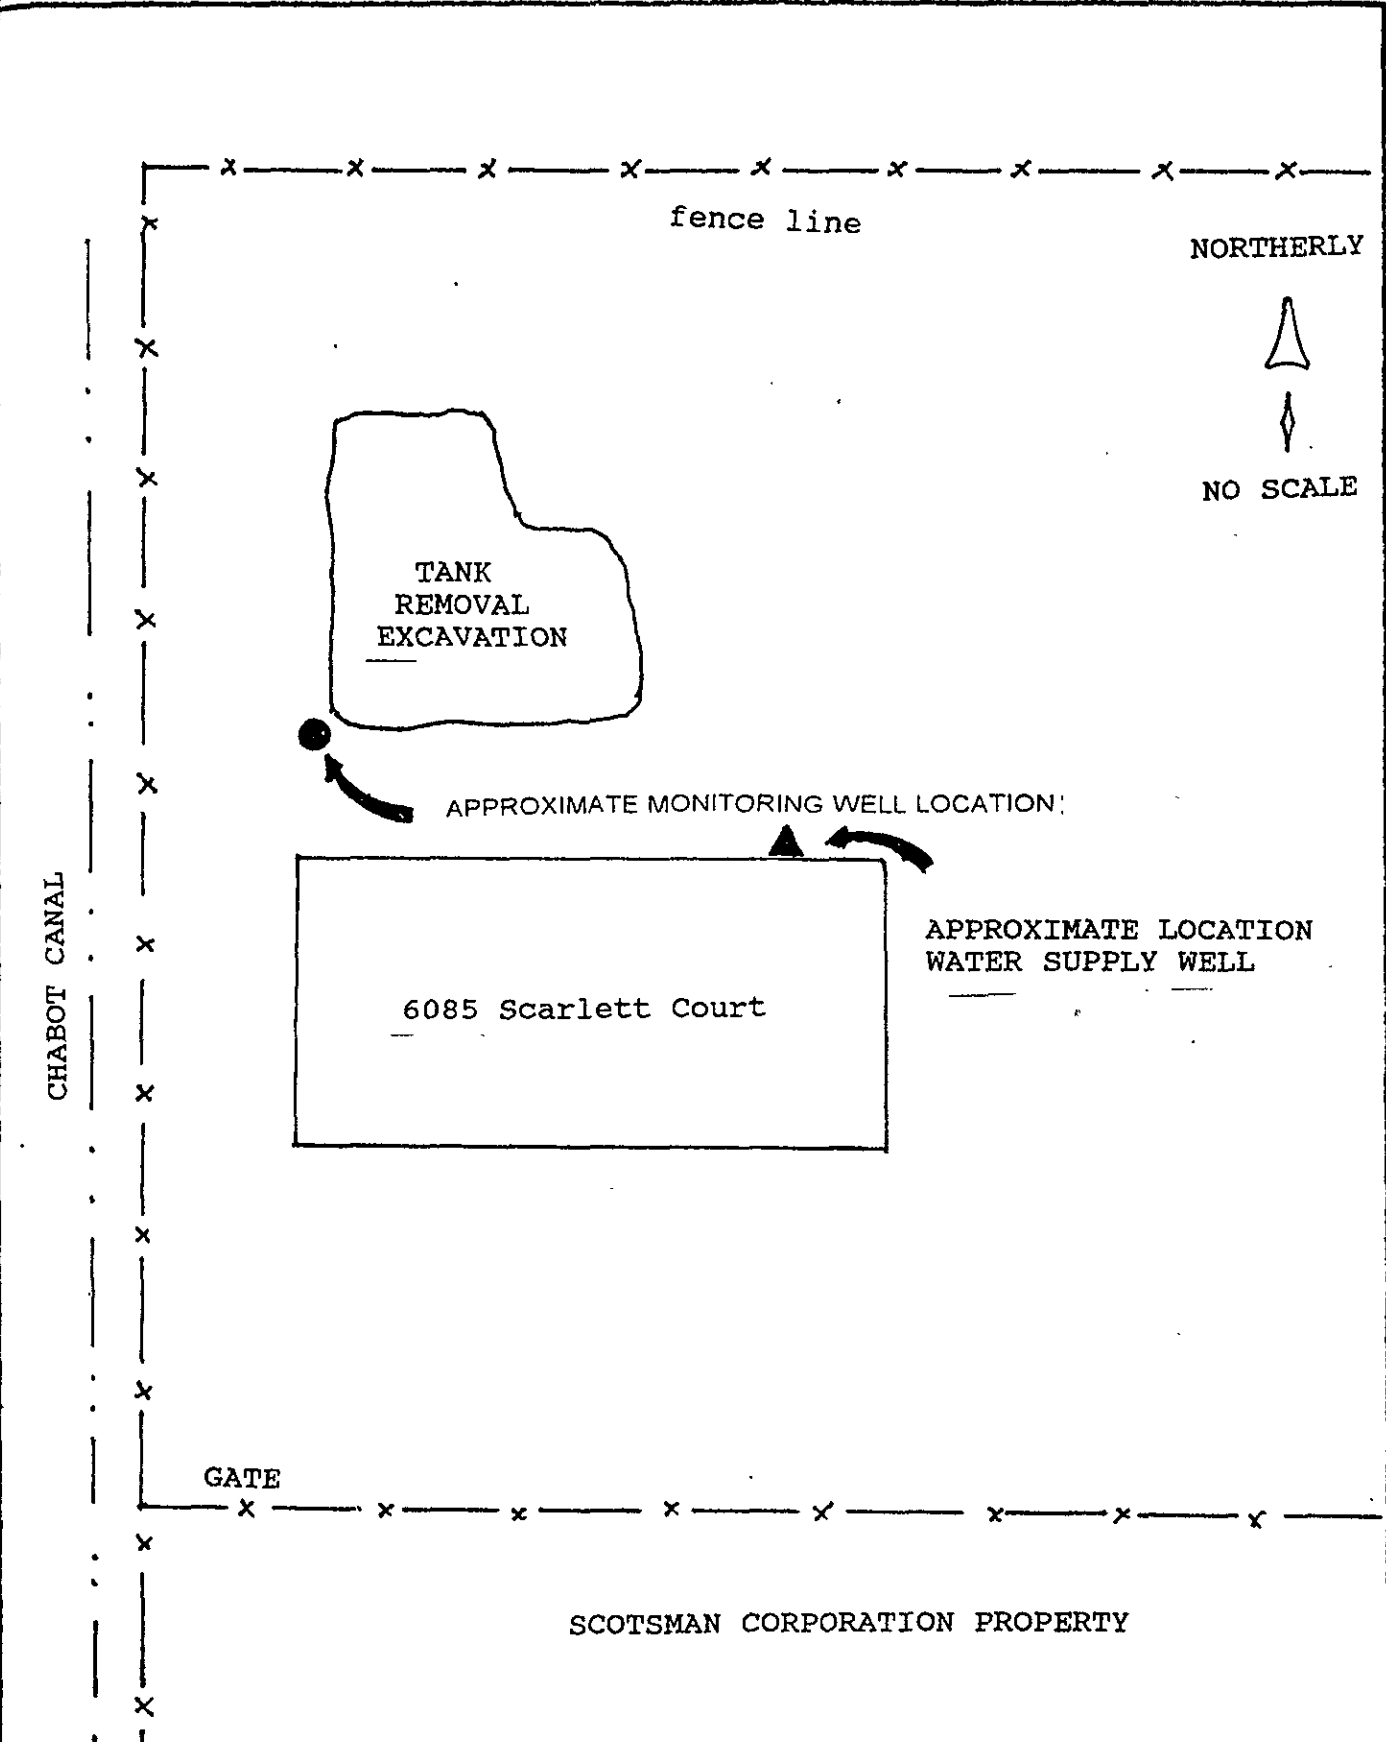 fence line
NORTHERLY
NO SCALE
TANK
REMOVAL
EXCAVATION
APPROXIMATE MONITORING WELL LOCATION:
APPROXIMATE LOCATION
WATER SUPPLY WELL
CHABOT CANAL
6085 Scarlett Court
GATE
SCOTSMAN CORPORATION PROPERTY